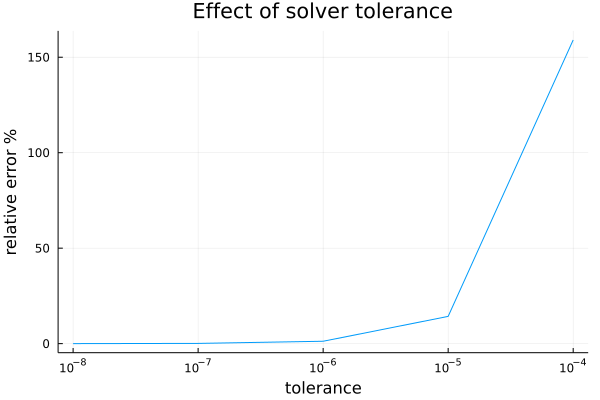 Effect of solver tolerance
relative error %
150
100
50
0
10⁻⁸ 10⁻⁷ 10⁻⁶ 10⁻⁵ 10⁻⁴
tolerance